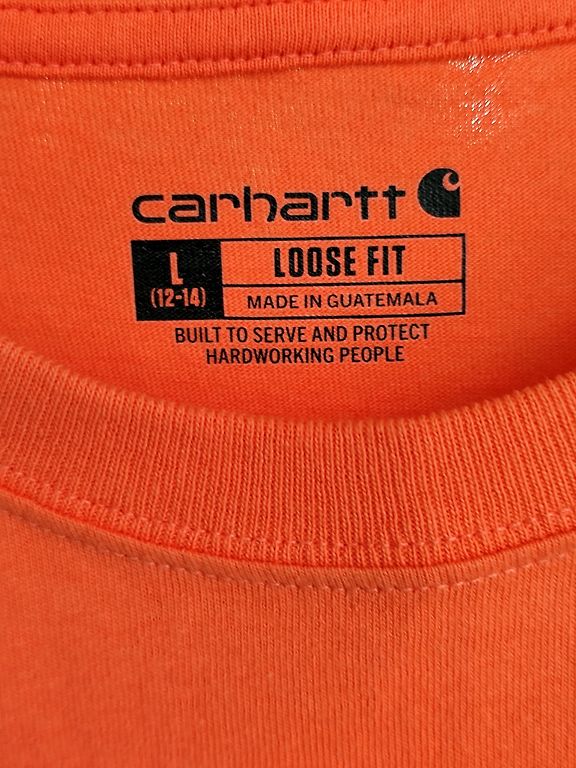 carhartt
L
(12-14)
LOOSE FIT
MADE IN GUATEMALA
BUILT TO SERVE AND PROTECT
HARDWORKING PEOPLE